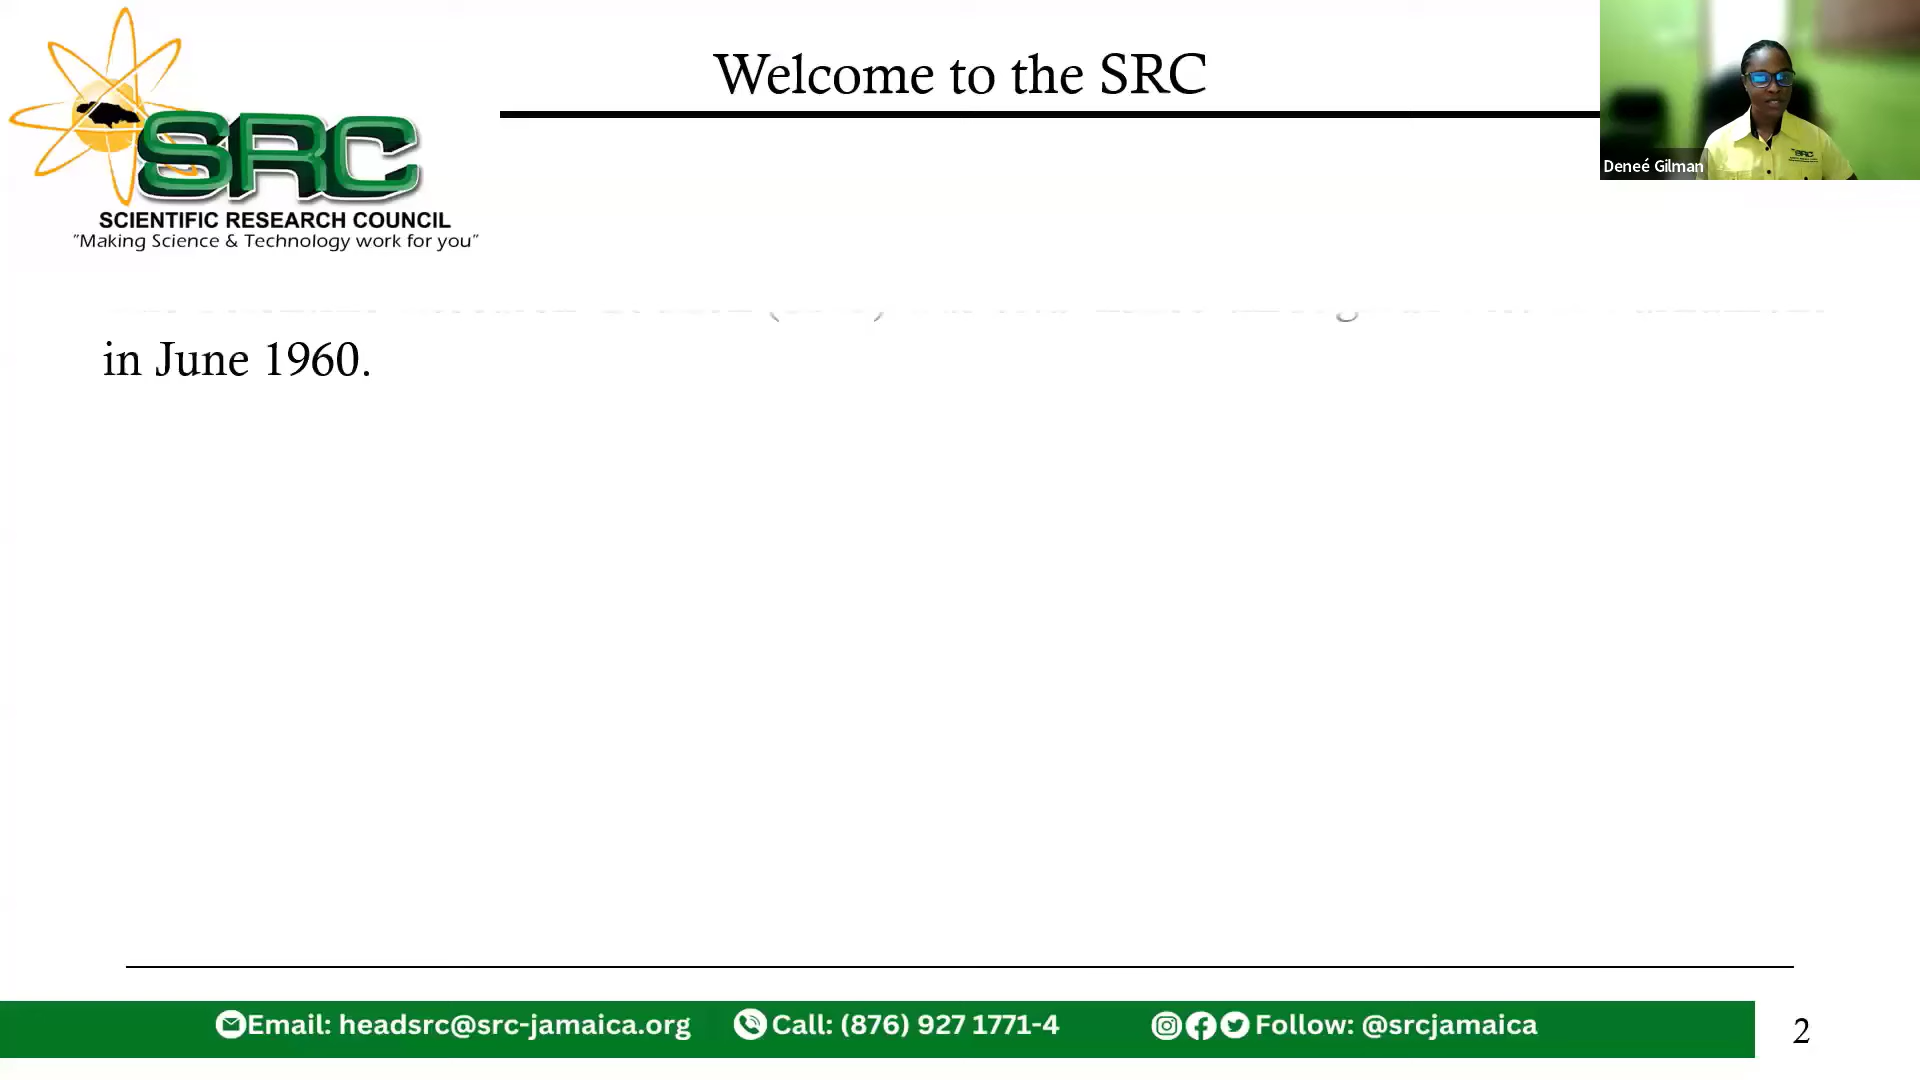 Welcome to the SRC
SRC
SCIENTIFIC RESEARCH COUNCIL
"Making Science & Technology work for you"
Deneé Gilman
SRC
in June 1960.
Email: headsrc@src-jamaica.org
Call: (876) 927 1771-4
Follow: @srcjamaica
2